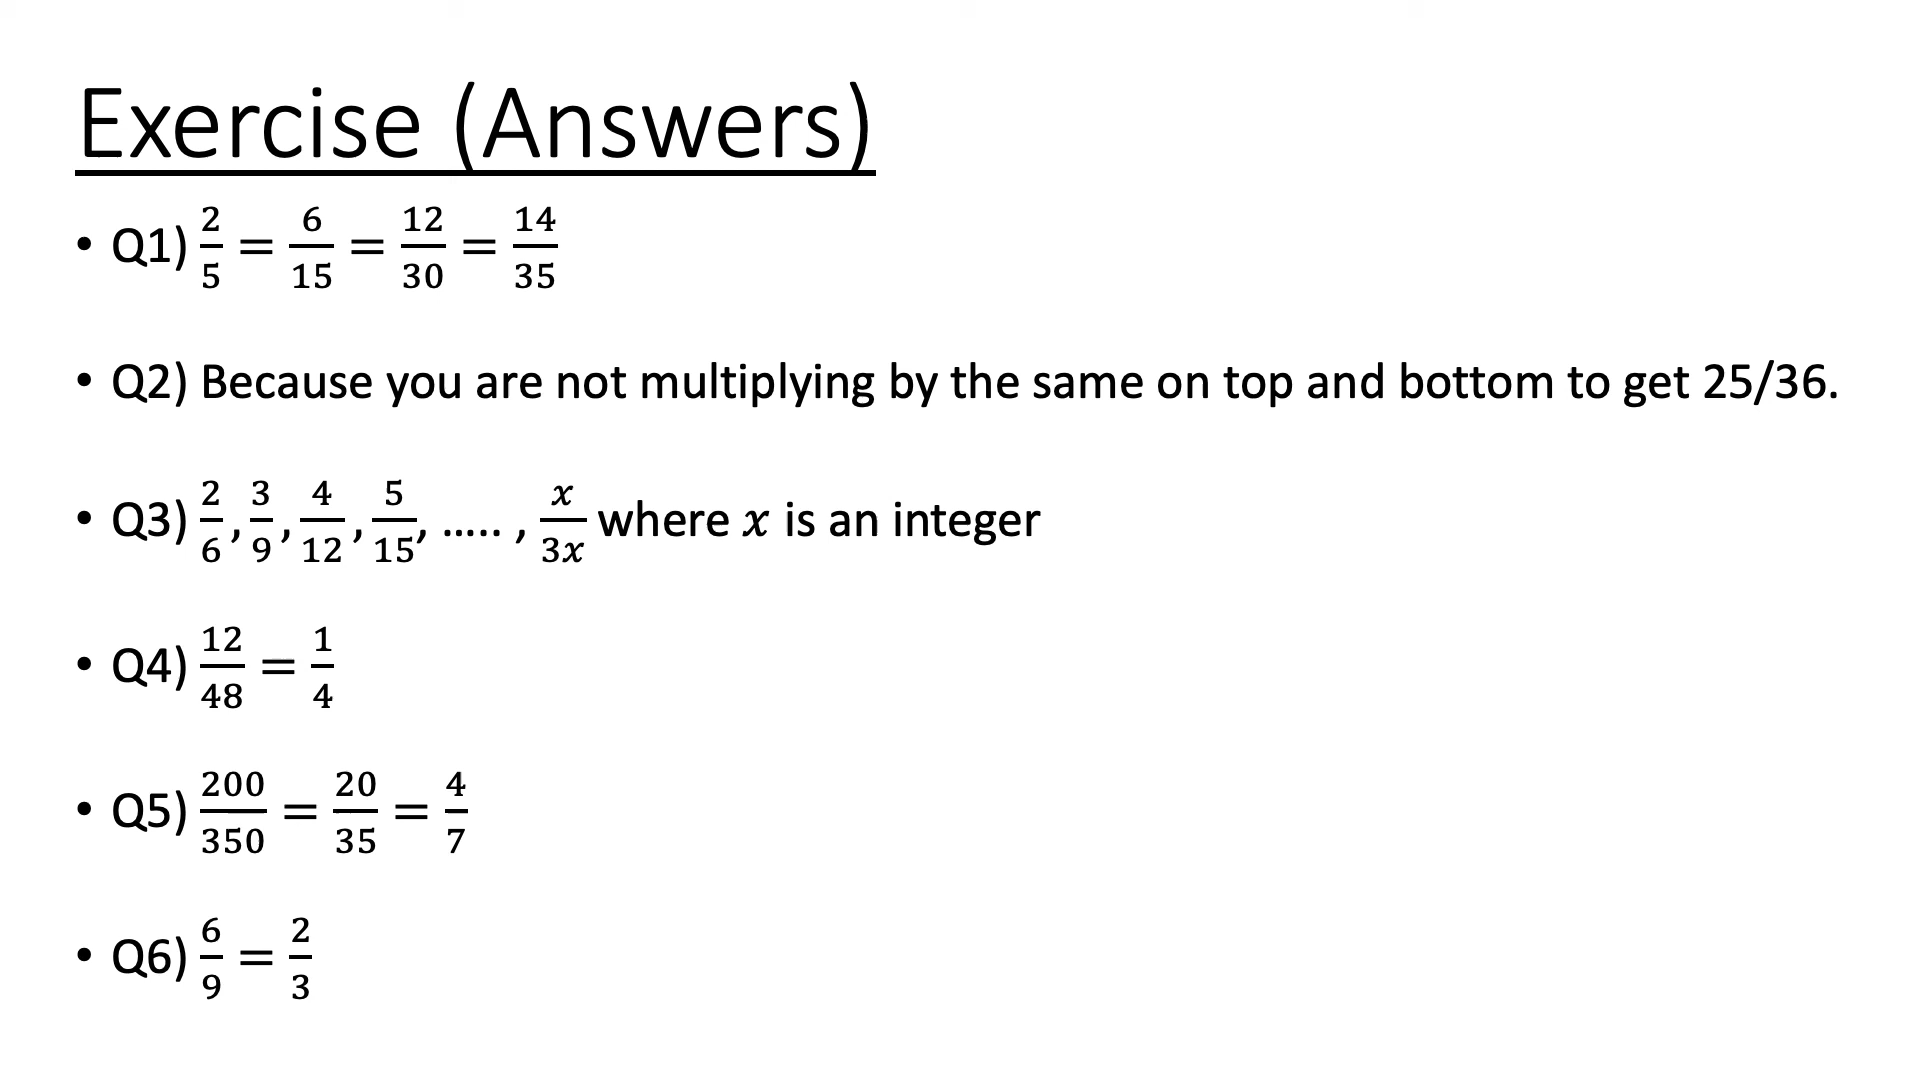 Exercise (Answers)
• Q1) 2/5 = 6/15 = 12/30 = 14/35
• Q2) Because you are not multiplying by the same on top and bottom to get 25/36.
• Q3) 2/6, 3/9, 4/12, 5/15, ….. , x/3x where x is an integer
• Q4) 12/48 = 1/4
• Q5) 200/350 = 20/35 = 4/7
• Q6) 6/9 = 2/3